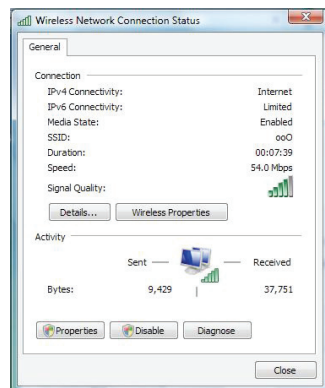 Wireless Network Connection Status
General
Connection
IPv4 Connectivity: Internet
IPv6 Connectivity: Limited
Media State: Enabled
SSID: ooO
Duration: 00:07:39
Speed: 54.0 Mbps
Signal Quality:
Details... Wireless Properties
Activity
Sent Received
Bytes: 9,429 37,751
Properties Disable Diagnose
Close